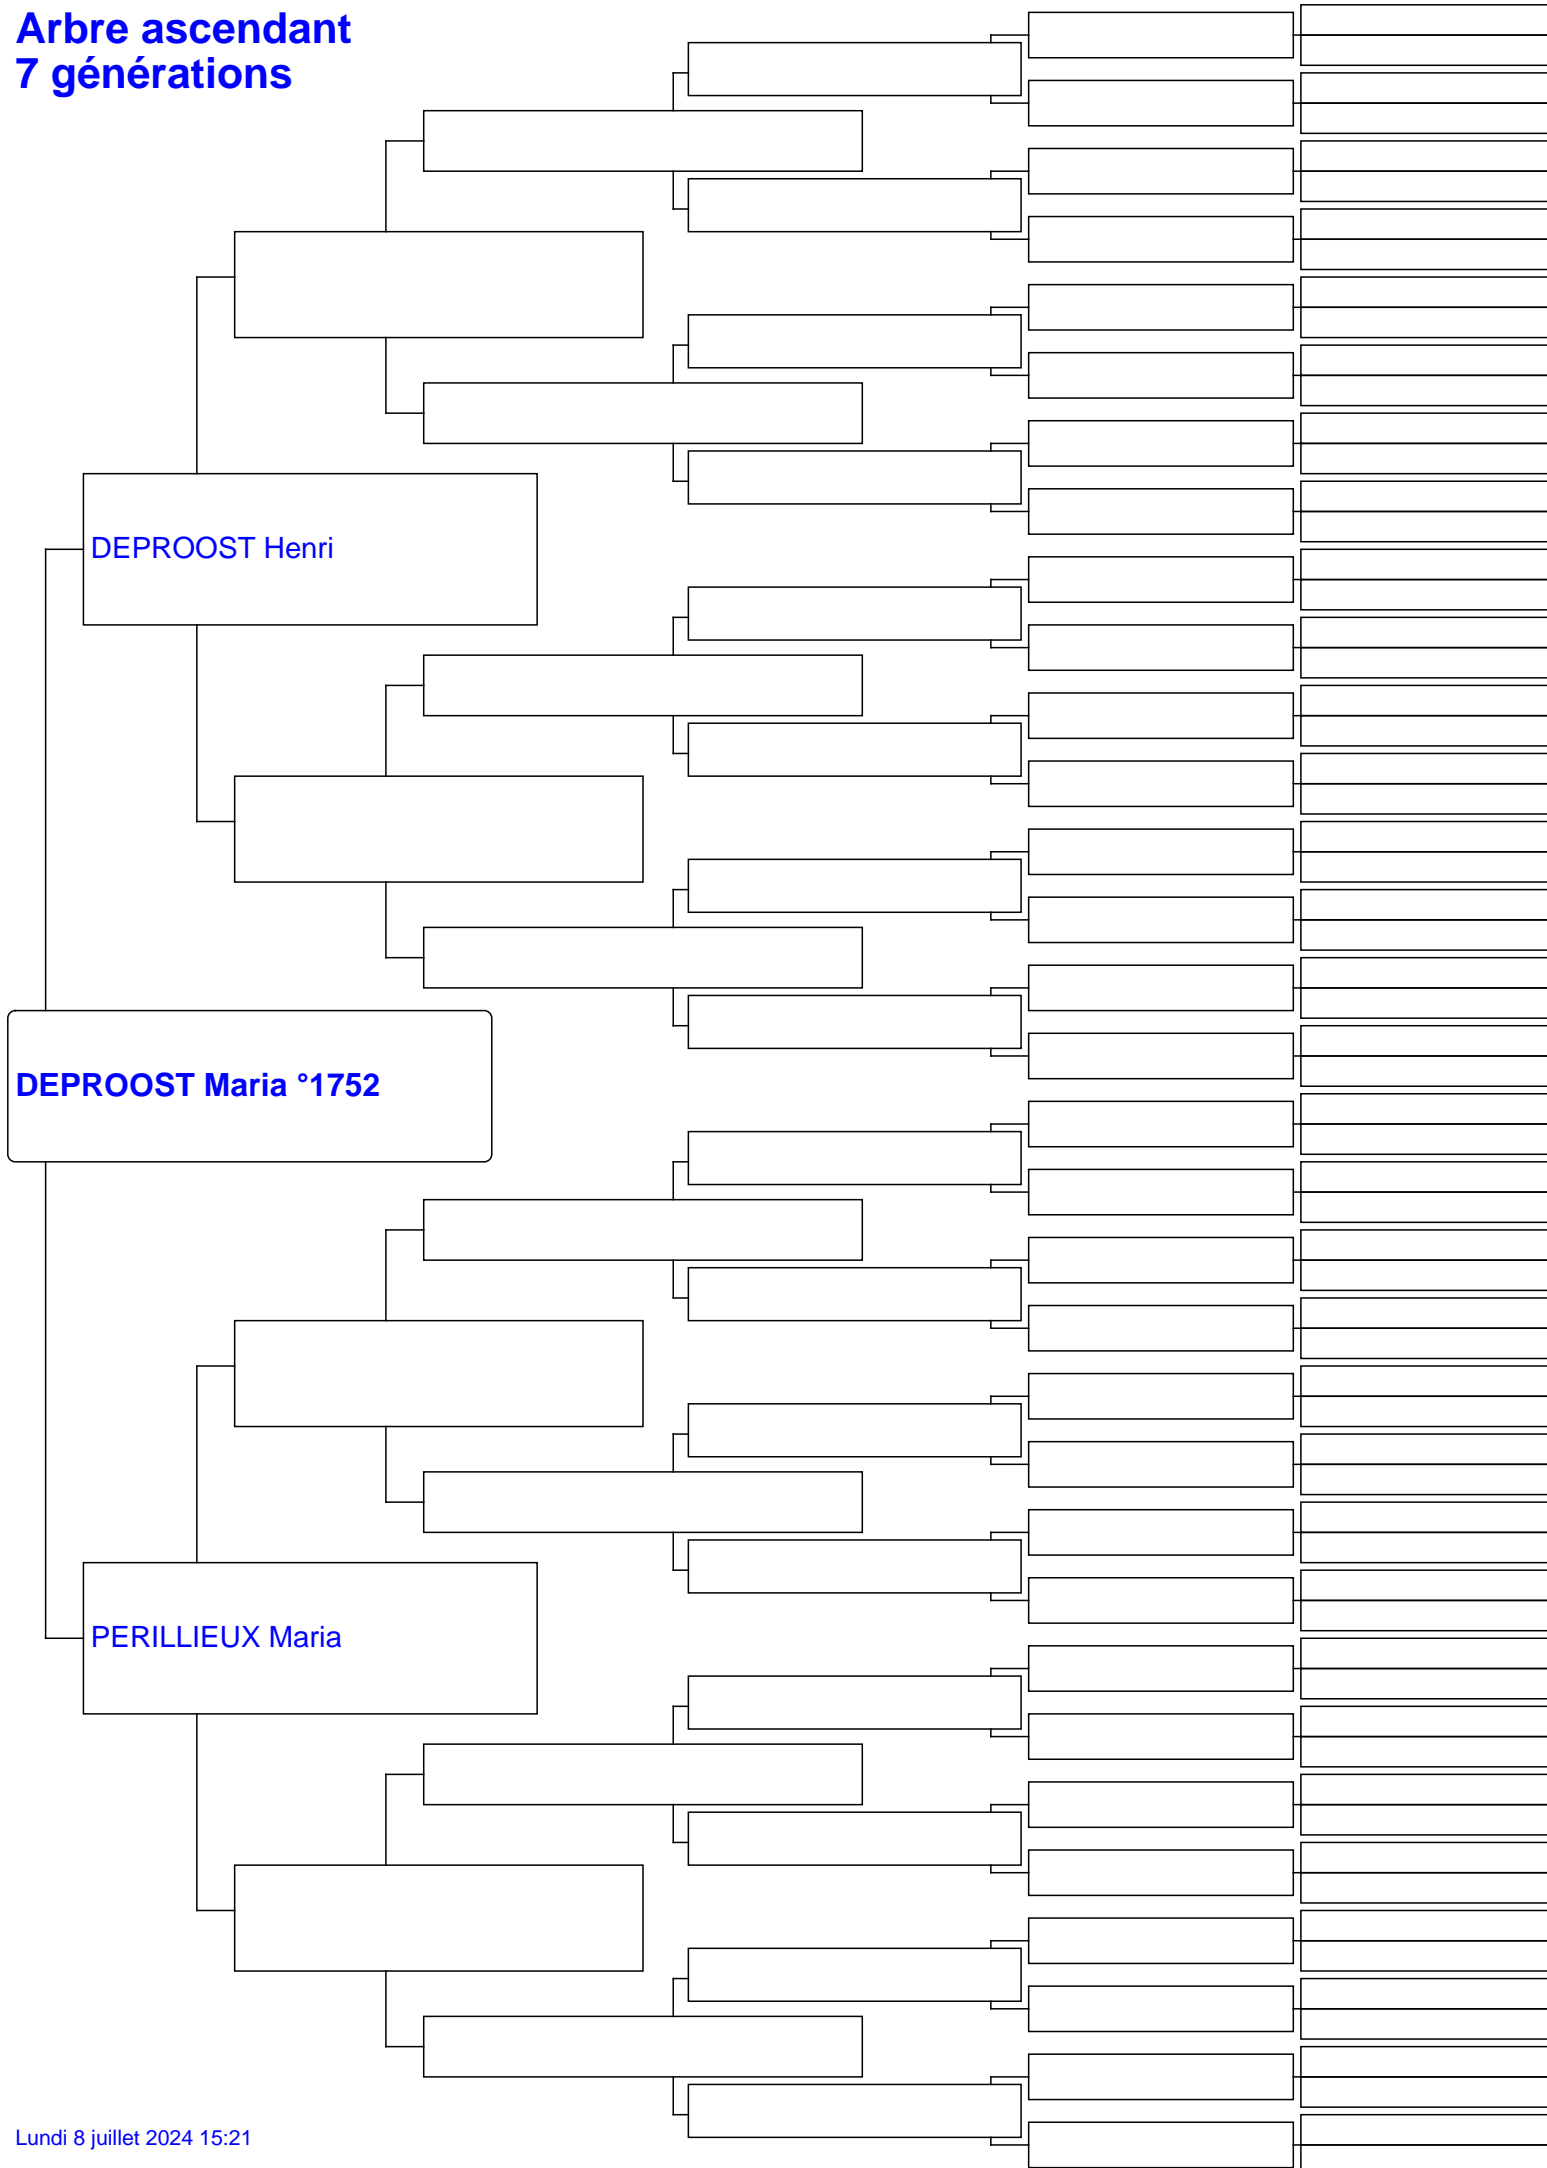 Arbre ascendant
7 générations
DEPROOST Henri
DEPROOST Maria °1752
PERILLIEUX Maria
Lundi 8 juillet 2024 15:21